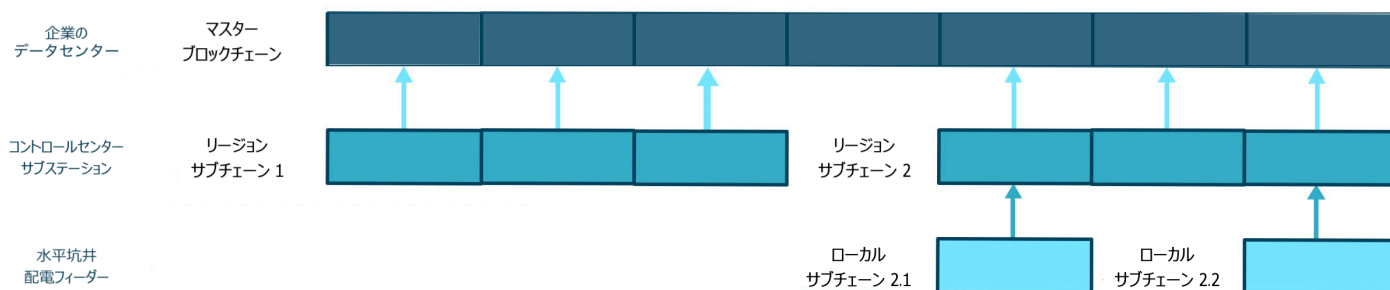 企業の
データセンター
マスター
ブロックチェーン
コントロールセンター
サブステーション
リージョン
サブチェーン 1
リージョン
サブチェーン 2
水平坑井
配電フィーダー
ローカル
サブチェーン 2.1
ローカル
サブチェーン 2.2